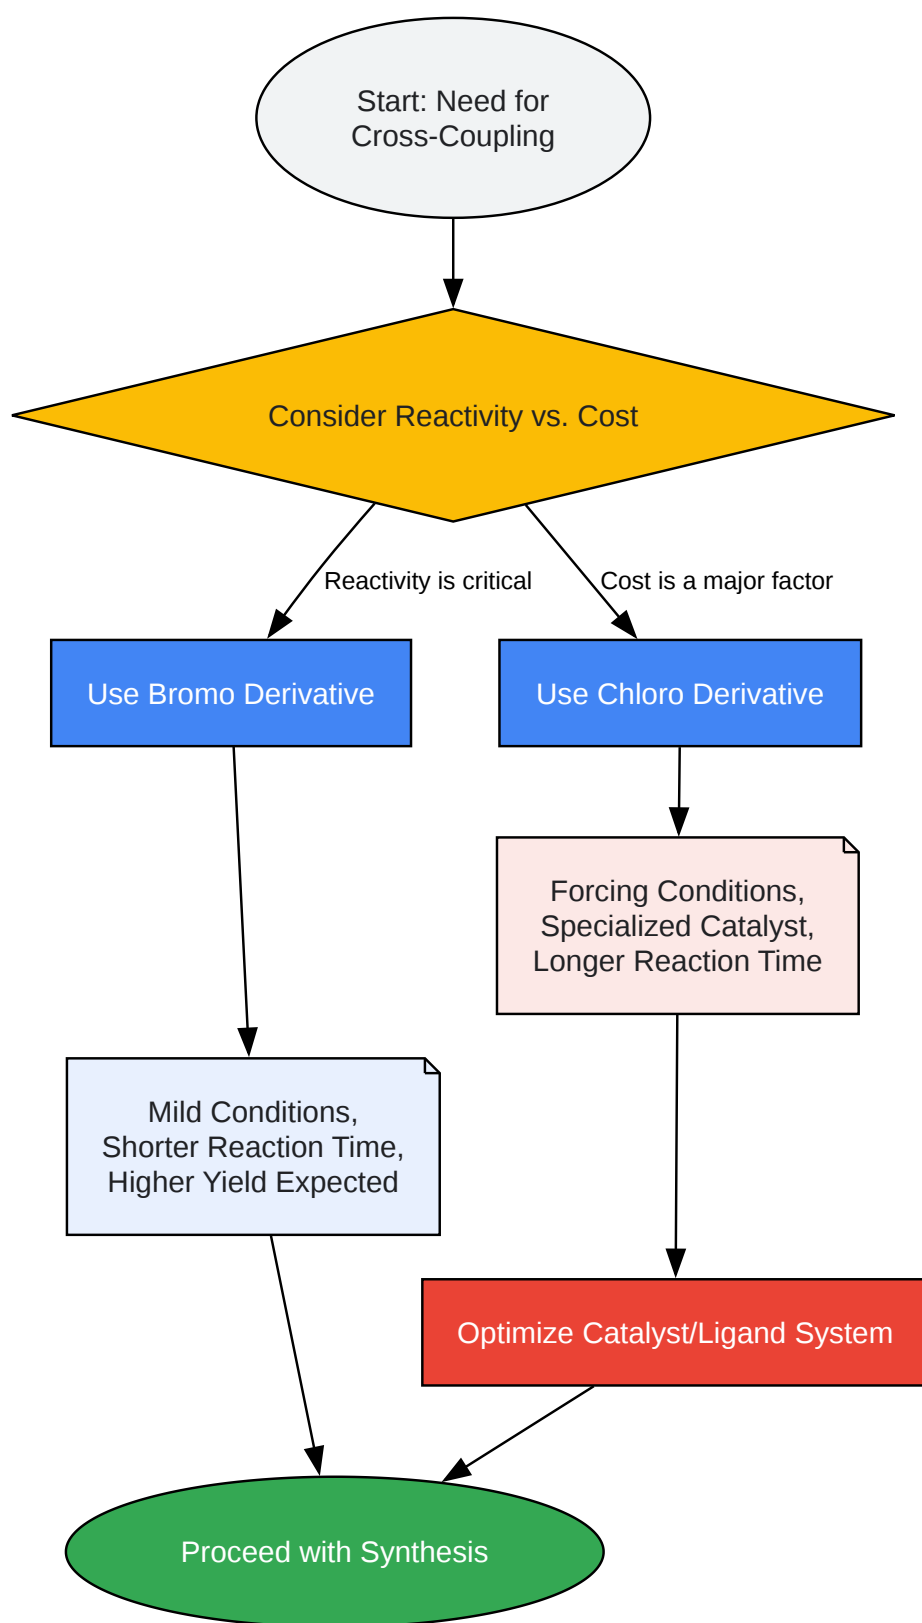 Start: Need for
Cross-Coupling
Consider Reactivity vs. Cost
Reactivity is critical
Cost is a major factor
Use Bromo Derivative
Use Chloro Derivative
Forcing Conditions,
Specialized Catalyst,
Longer Reaction Time
Mild Conditions,
Shorter Reaction Time,
Higher Yield Expected
Optimize Catalyst/Ligand System
Proceed with Synthesis